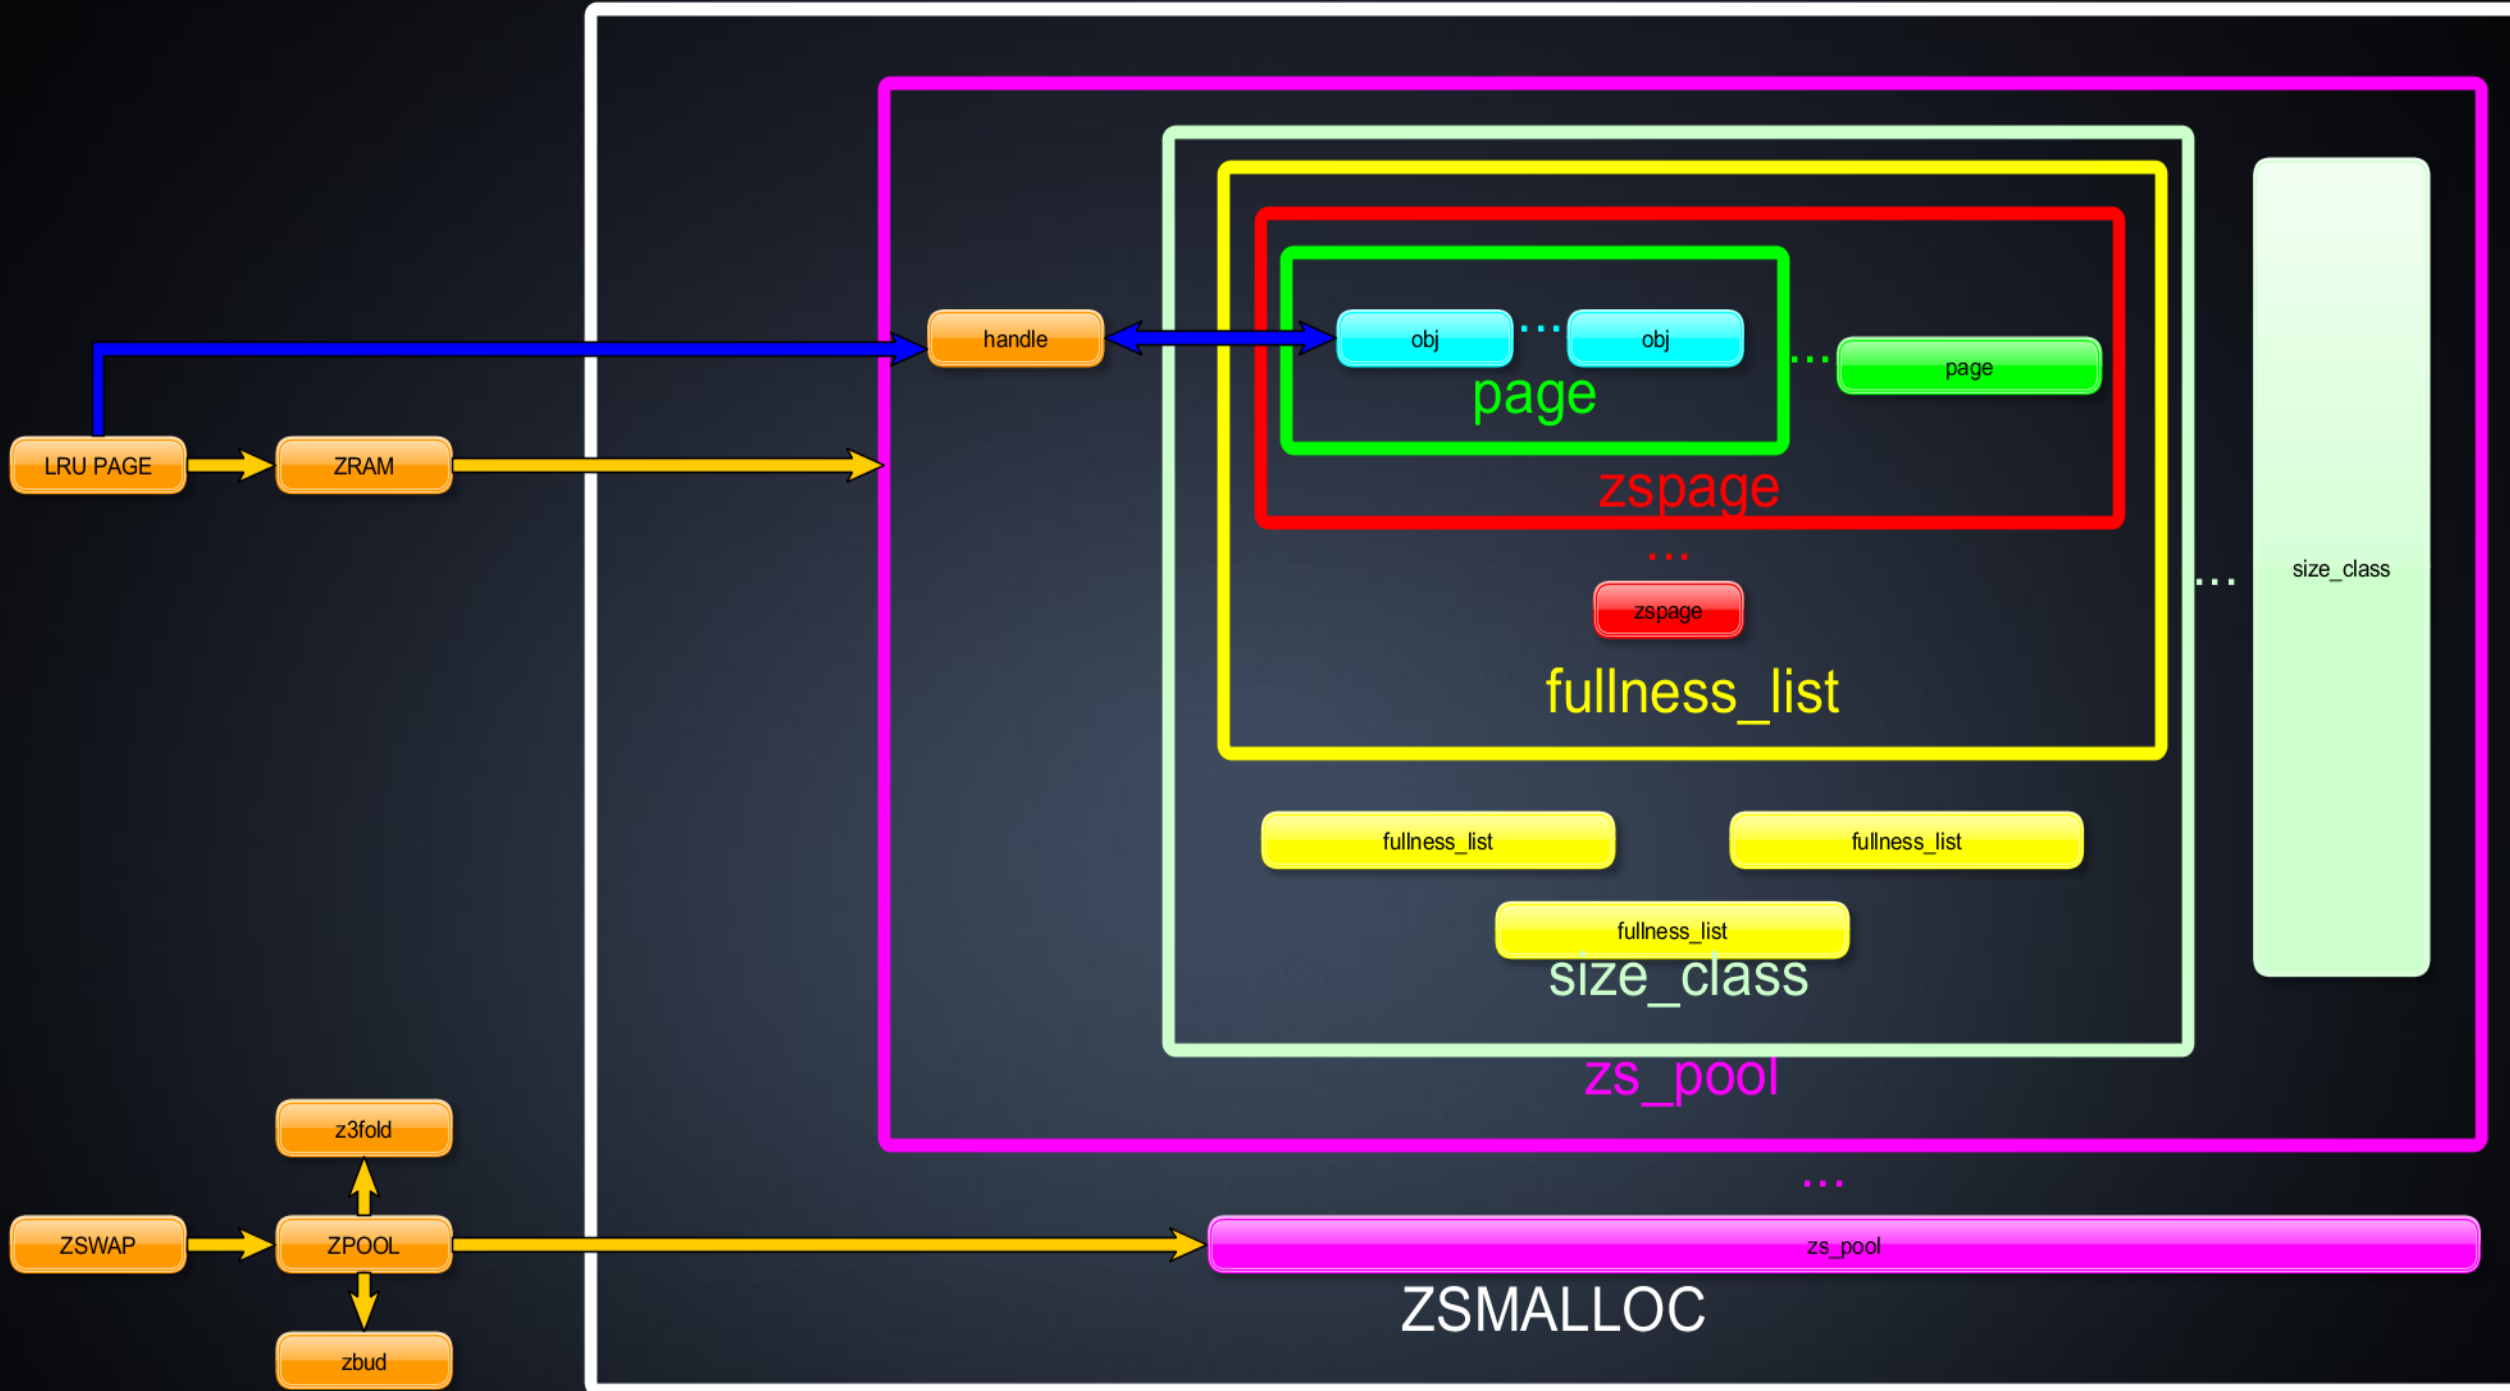 handle
obj
...
obj
page
...
page
LRU PAGE
ZRAM
zspage
...
zspage
...
size_class
fullness_list
fullness_list
fullness_list
fullness_list
size_class
zs_pool
z3fold
...
ZSWAP
ZPOOL
zs_pool
ZSMALLOC
zbud